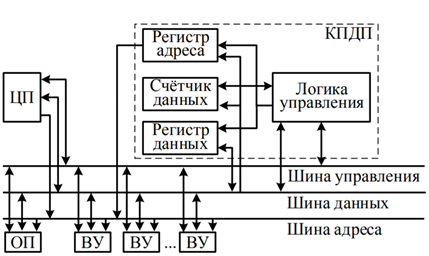 КПДП
Регистр
адреса
ЦП
Счётчик
данных
Логика
управления
Регистр
данных
Шина управления
Шина данных
Шина адреса
ОП
ВУ
ВУ
...
ВУ